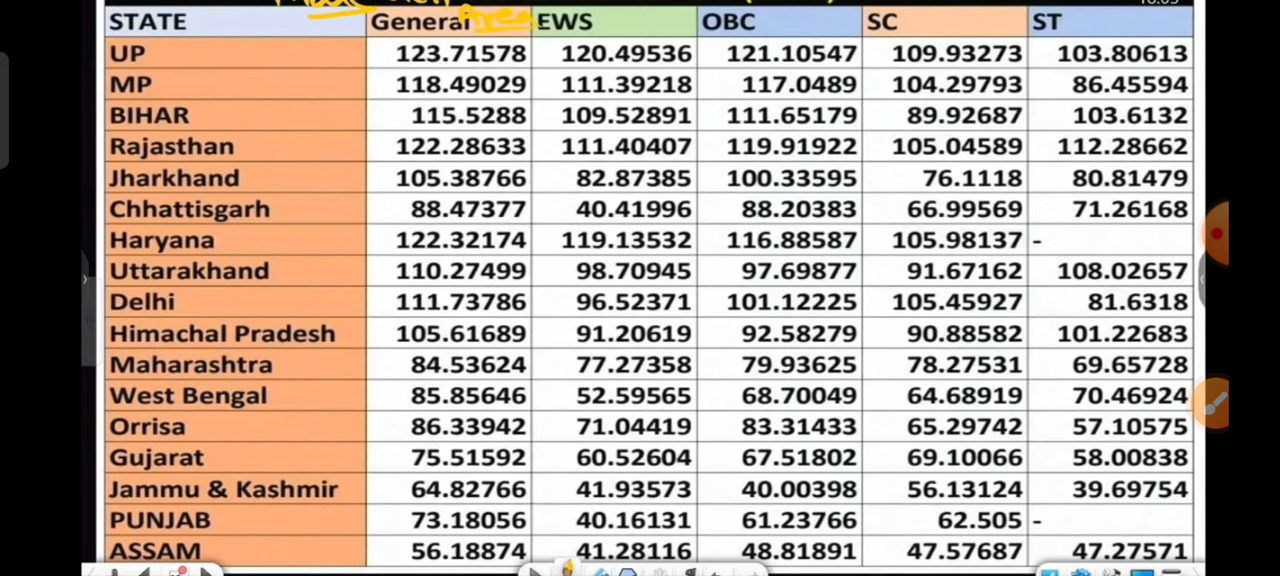 STATE General Area EWS OBC SC ST
UP 123.71578 120.49536 121.10547 109.93273 103.80613
MP 118.49029 111.39218 117.0489 104.29793 86.45594
BIHAR 115.5288 109.52891 111.65179 89.92687 103.6132
Rajasthan 122.28633 111.40407 119.91922 105.04589 112.28662
Jharkhand 105.38766 82.87385 100.33595 76.1118 80.81479
Chhattisgarh 88.47377 40.41996 88.20383 66.99569 71.26168
Haryana 122.32174 119.13532 116.88587 105.98137 -
Uttarakhand 110.27499 98.70945 97.69877 91.67162 108.02657
Delhi 111.73786 96.52371 101.12225 105.45927 81.6318
Himachal Pradesh 105.61689 91.20619 92.58279 90.88582 101.22683
Maharashtra 84.53624 77.27358 79.93625 78.27531 69.65728
West Bengal 85.85646 52.59565 68.70049 64.68919 70.46924
Orrisa 86.33942 71.04419 83.31433 65.29742 57.10575
Gujarat 75.51592 60.52604 67.51802 69.10066 58.00838
Jammu & Kashmir 64.82766 41.93573 40.00398 56.13124 39.69754
PUNJAB 73.18056 40.16131 61.23766 62.505 -
ASSAM 56.18874 41.28116 48.81891 47.57687 47.27571